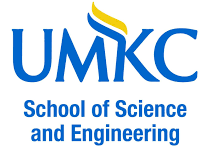 UMKC
School of Science
and Engineering